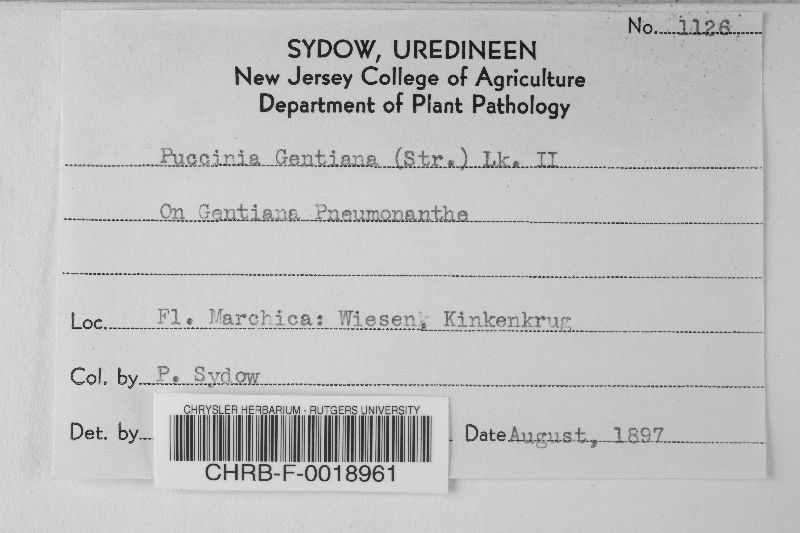 No. 1126
SYDOW, UREDINEEN
New Jersey College of Agriculture
Department of Plant Pathology
Puccinia Gentiana (Str.) Lk. II
On Gentiana Pneumonanthe
Loc. Fl. Marchica: Wiesen, Kinkenkrug
Col. by P. Sydow
Det. by
Date August, 1897
CHRYSLER HERBARIUM - RUTGERS UNIVERSITY
CHRB-F-0018961